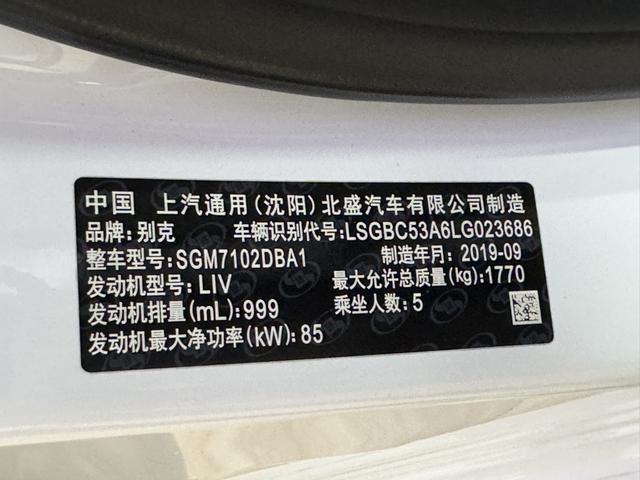 中国 上汽通用(沈阳)北盛汽车有限公司制造
品牌:别克 车辆识别代号:LSGBC53A6LG023686
整车型号:SGM7102DBA1 制造年月:2019-09
发动机型号:LIV 最大允许总质量(kg):1770
发动机排量(mL):999 乘坐人数:5
发动机最大净功率(kW):85